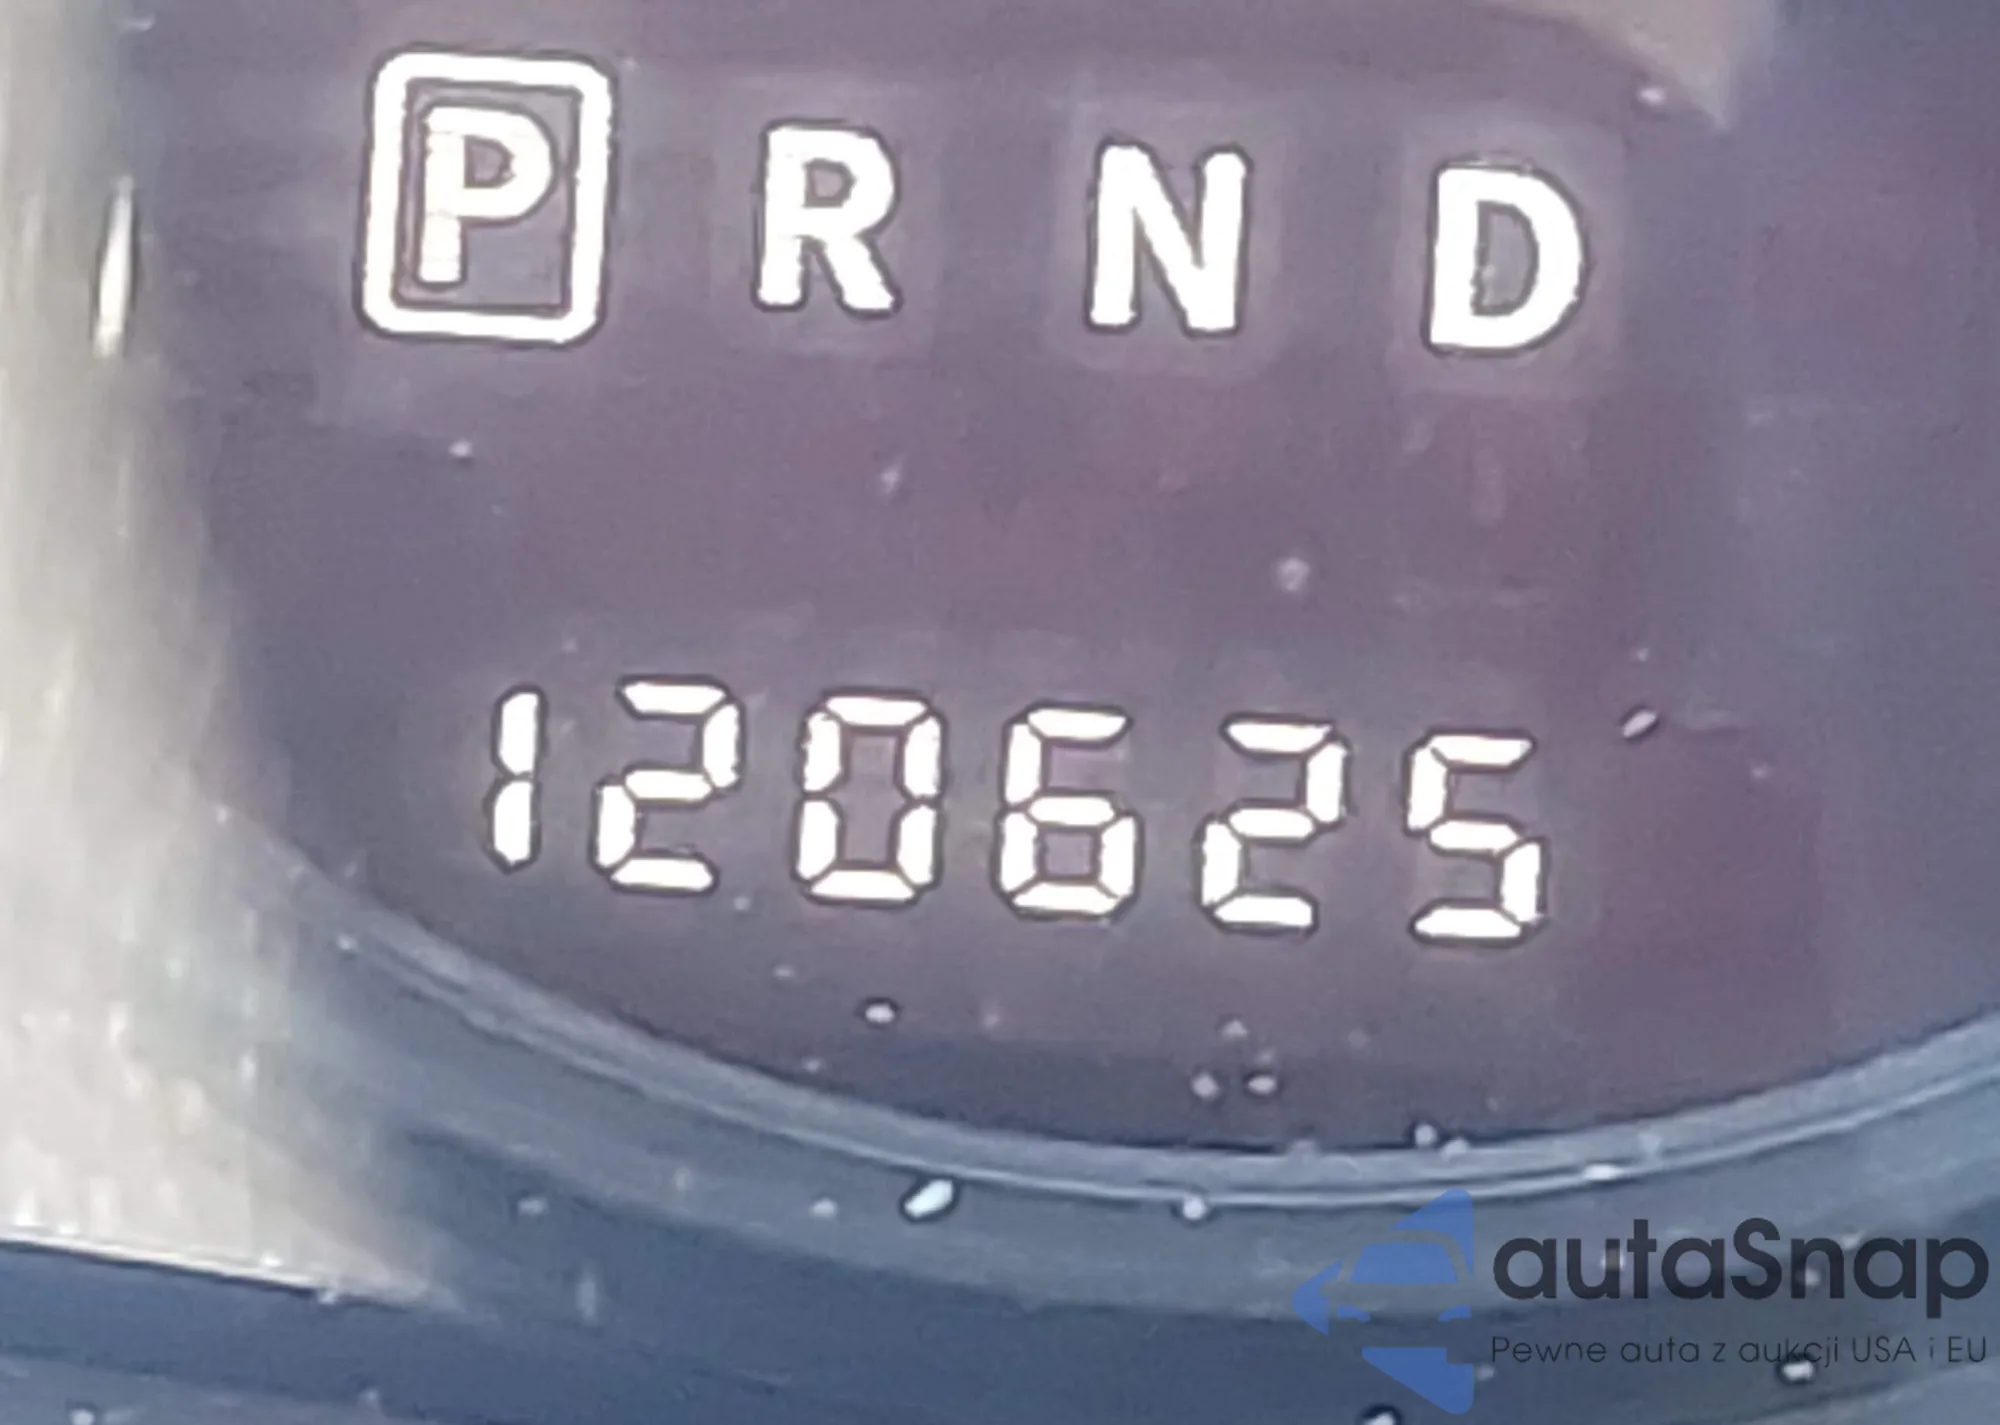 P R N D
120625
autaSnap
Pewne auta z aukcji USA i EU